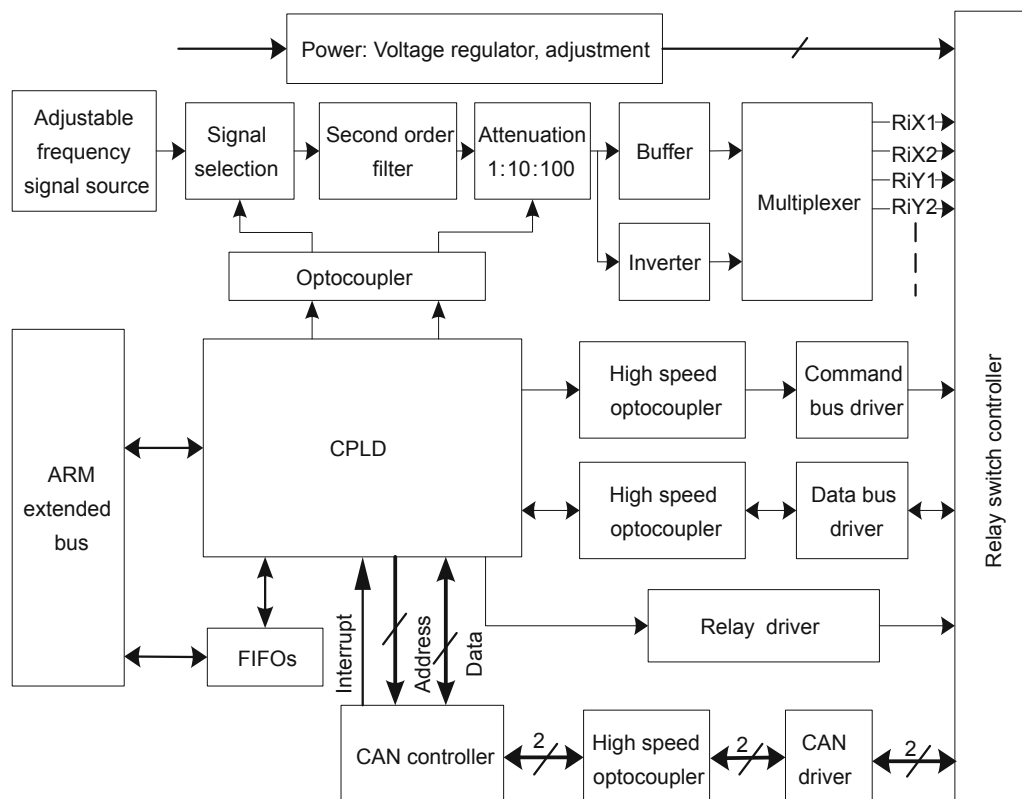 Power: Voltage regulator, adjustment
Adjustable
frequency
signal source
Signal
selection
Second order
filter
Attenuation
1:10:100
Buffer
Inverter
Multiplexer
RiX1
RiX2
RiY1
RiY2
Optocoupler
ARM
extended
bus
CPLD
High speed
optocoupler
Command
bus driver
High speed
optocoupler
Data bus
driver
Relay driver
FIFOs
Interrupt
Address
Data
CAN controller
2
High speed
optocoupler
2
CAN
driver
2
Relay switch controller